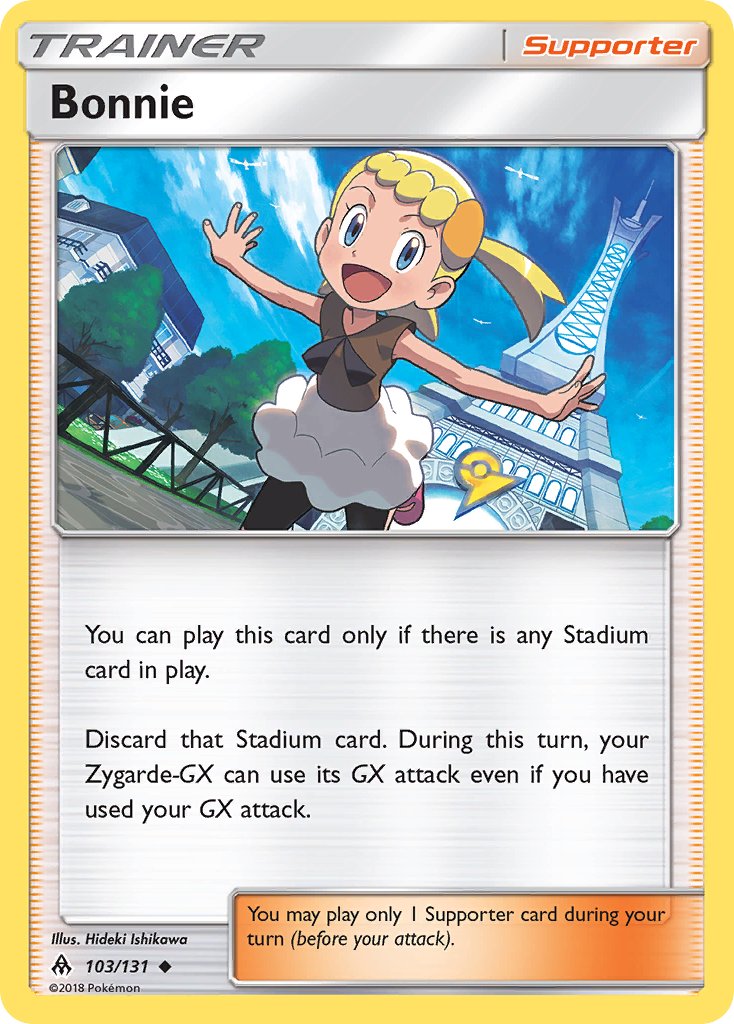 TRAINER
Supporter
Bonnie
You can play this card only if there is any Stadium
card in play.
Discard that Stadium card. During this turn, your
Zygarde-GX can use its GX attack even if you have
used your GX attack.
You may play only 1 Supporter card during your
turn (before your attack).
Illus. Hideki Ishikawa
103/131
©2018 Pokémon